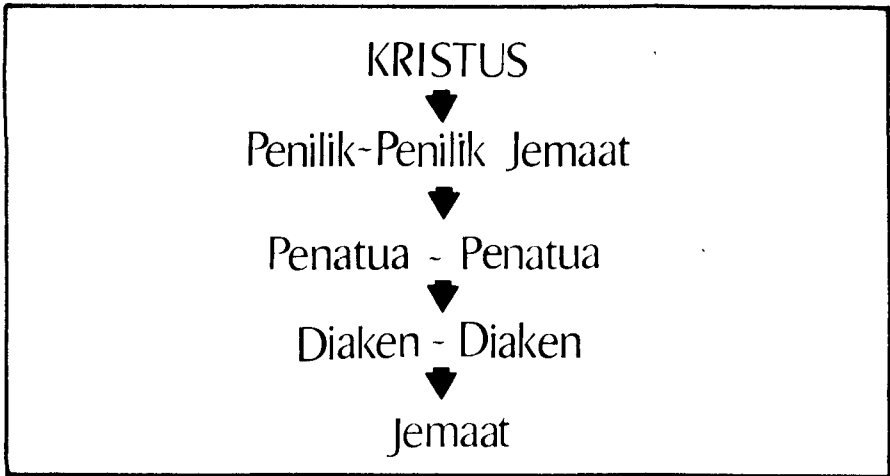 KRISTUS
Penilik-Penilik Jemaat
Penatua - Penatua
Diaken - Diaken
Jemaat